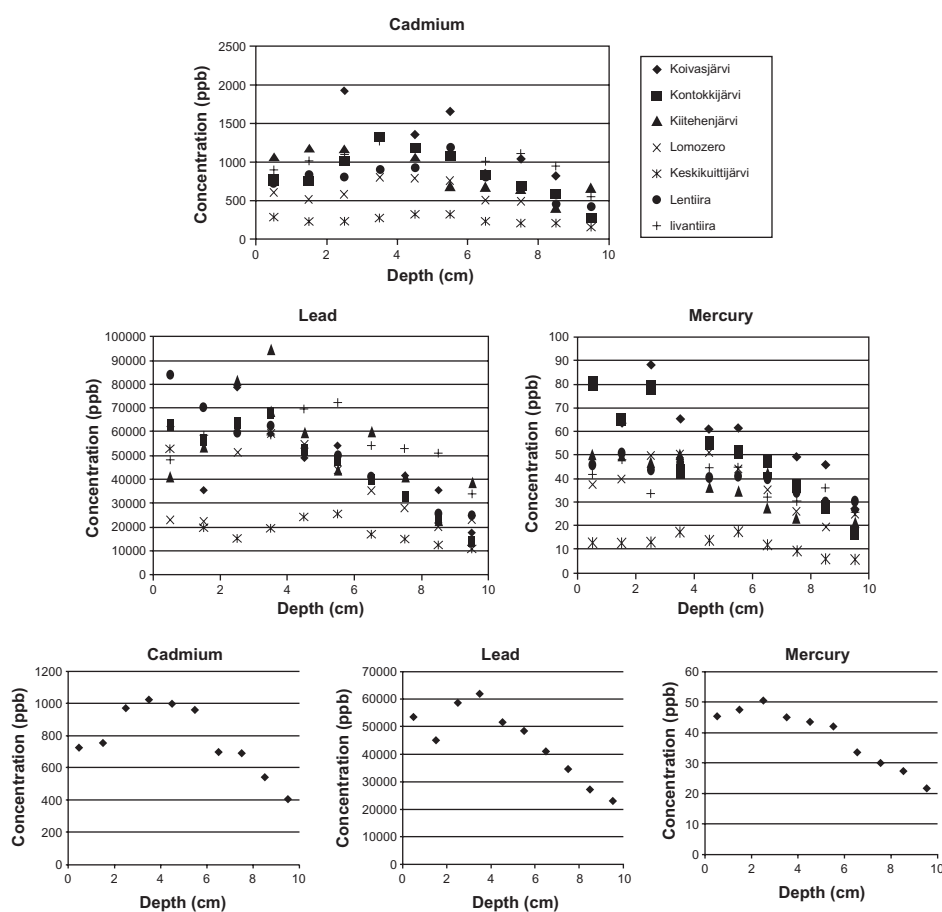 Cadmium
Concentration (ppb)
2500
2000
1500
1000
500
0
0 2 4 6 8 10
Depth (cm)
Koivasjärvi
Kontokkijärvi
Kiitehenjärvi
Lomozero
Keskikuittijärvi
Lentiira
Iivantiira
Lead
Concentration (ppb)
100000
90000
80000
70000
60000
50000
40000
30000
20000
10000
0
0 2 4 6 8 10
Depth (cm)
Mercury
Concentration (ppb)
100
90
80
70
60
50
40
30
20
10
0
0 2 4 6 8 10
Depth (cm)
Cadmium
Concentration (ppb)
1200
1000
800
600
400
200
0
0 2 4 6 8 10
Depth (cm)
Lead
Concentration (ppb)
70000
60000
50000
40000
30000
20000
10000
0
0 2 4 6 8 10
Depth (cm)
Mercury
Concentration (ppb)
60
50
40
30
20
10
0
0 2 4 6 8 10
Depth (cm)